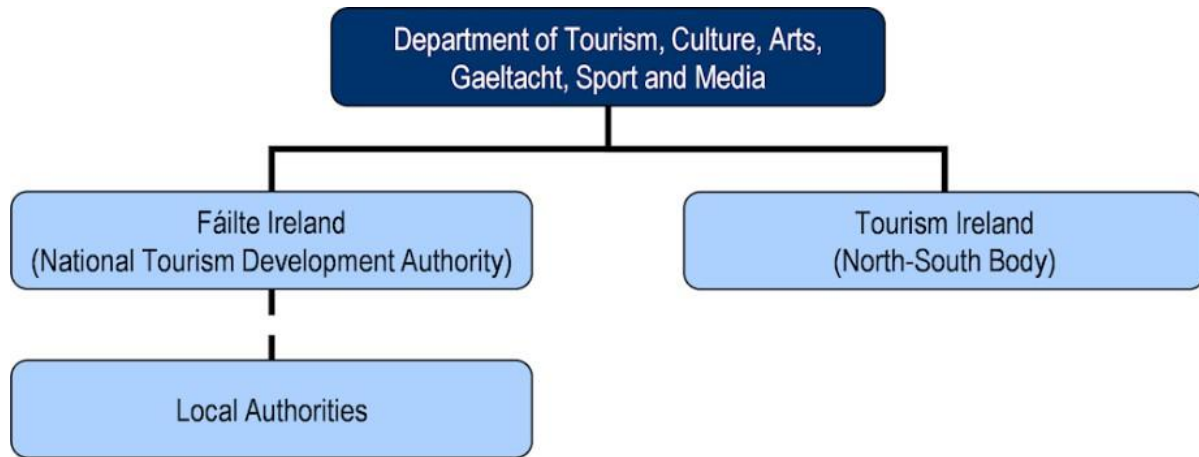 Department of Tourism, Culture, Arts,
Gaeltacht, Sport and Media
Fáilte Ireland
(National Tourism Development Authority)
Tourism Ireland
(North-South Body)
Local Authorities